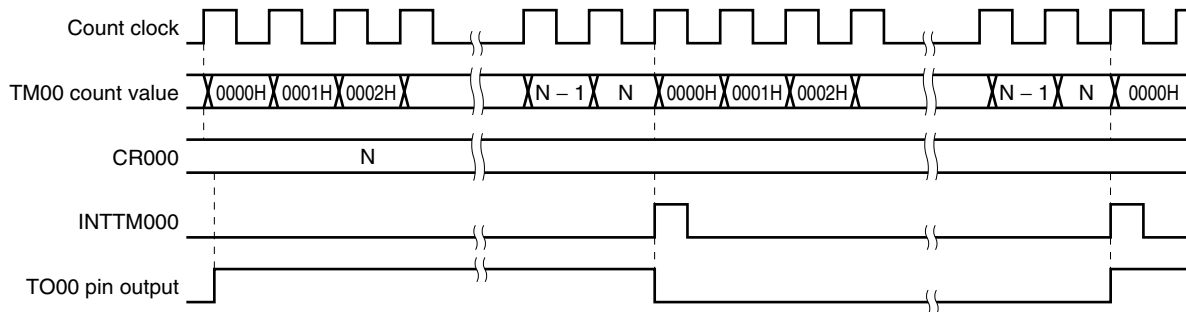 Count clock
TM00 count value 0000H 0001H 0002H N − 1 N 0000H 0001H 0002H N − 1 N 0000H
CR000 N
INTTM000
TO00 pin output